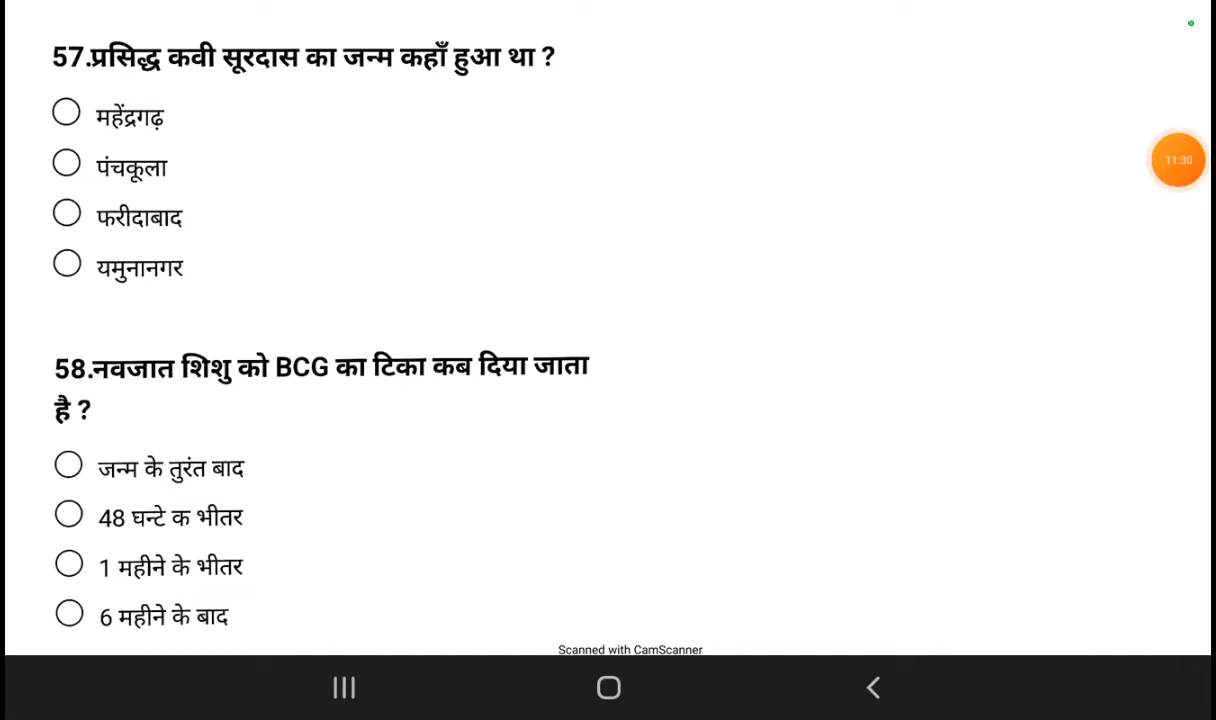 57.प्रसिद्ध कवी सूरदास का जन्म कहाँ हुआ था ?
महेंद्रगढ़
पंचकूला
11:30
फरीदाबाद
यमुनानगर
58.नवजात शिशु को BCG का टिका कब दिया जाता
है ?
जन्म के तुरंत बाद
48 घन्टे क भीतर
1 महीने के भीतर
6 महीने के बाद
Scanned with CamScanner